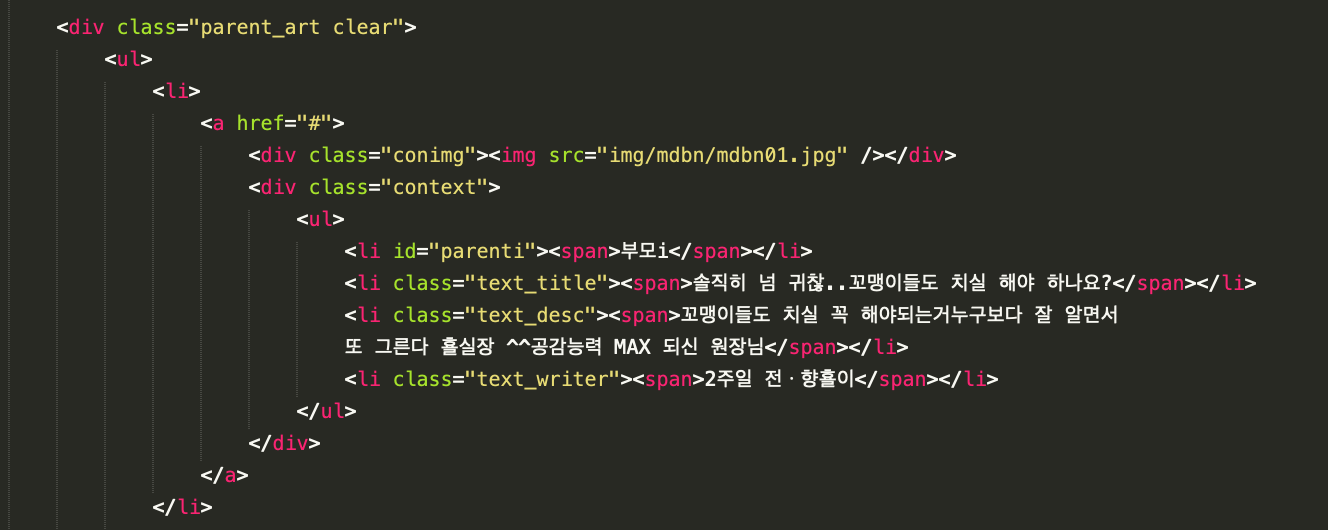 <div class="parent_art clear">
<ul>
<li>
<a href="#">
<div class="conimg"><img src="img/mdbn/mdbn01.jpg" /></div>
<div class="context">
<ul>
<li id="parenti"><span>부모i</span></li>
<li class="text_title"><span>솔직히 넘 귀찮..꼬맹이들도 치실 해야 하나요?</span></li>
<li class="text_desc"><span>꼬맹이들도 치실 꼭 해야되는거누구보다 잘 알면서
또 그른다 횰실장 ^^공감능력 MAX 되신 원장님</span></li>
<li class="text_writer"><span>2주일 전·향횰이</span></li>
</ul>
</div>
</a>
</li>